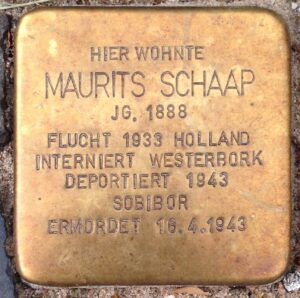 HIER WOHNTE
MAURITS SCHAAP
JG. 1888
FLUCHT 1933 HOLLAND
INTERNIERT WESTERBORK
DEPORTIERT 1943
SOBIBOR
ERMORDET 16.4.1943